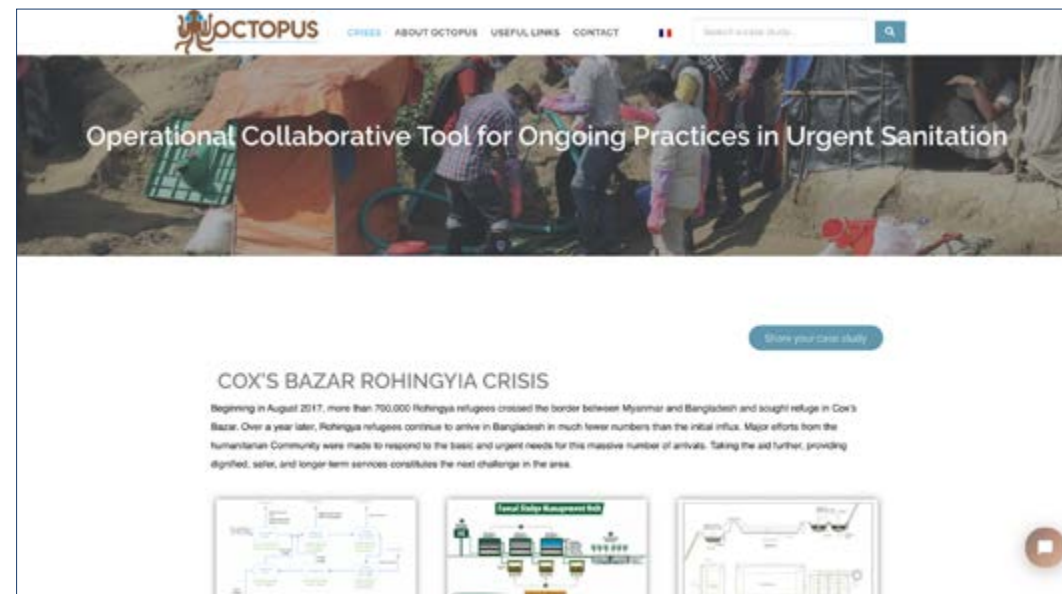 OCTOPUS
CRISES ABOUT OCTOPUS USEFUL LINKS CONTACT
Search a case study...
Operational Collaborative Tool for Ongoing Practices in Urgent Sanitation
Share your case study
COX'S BAZAR ROHINGYIA CRISIS
Beginning in August 2017, more than 700,000 Rohingya refugees crossed the border between Myanmar and Bangladesh and sought refuge in Cox's
Bazar. Over a year later, Rohingya refugees continue to arrive in Bangladesh in much fewer numbers than the initial influx. Major efforts from the
humanitarian Community were made to respond to the basic and urgent needs for this massive number of arrivals. Taking the aid further, providing
dignified, safer, and longer-term services constitutes the next challenge in the area.
Faecal Sludge Management Unit